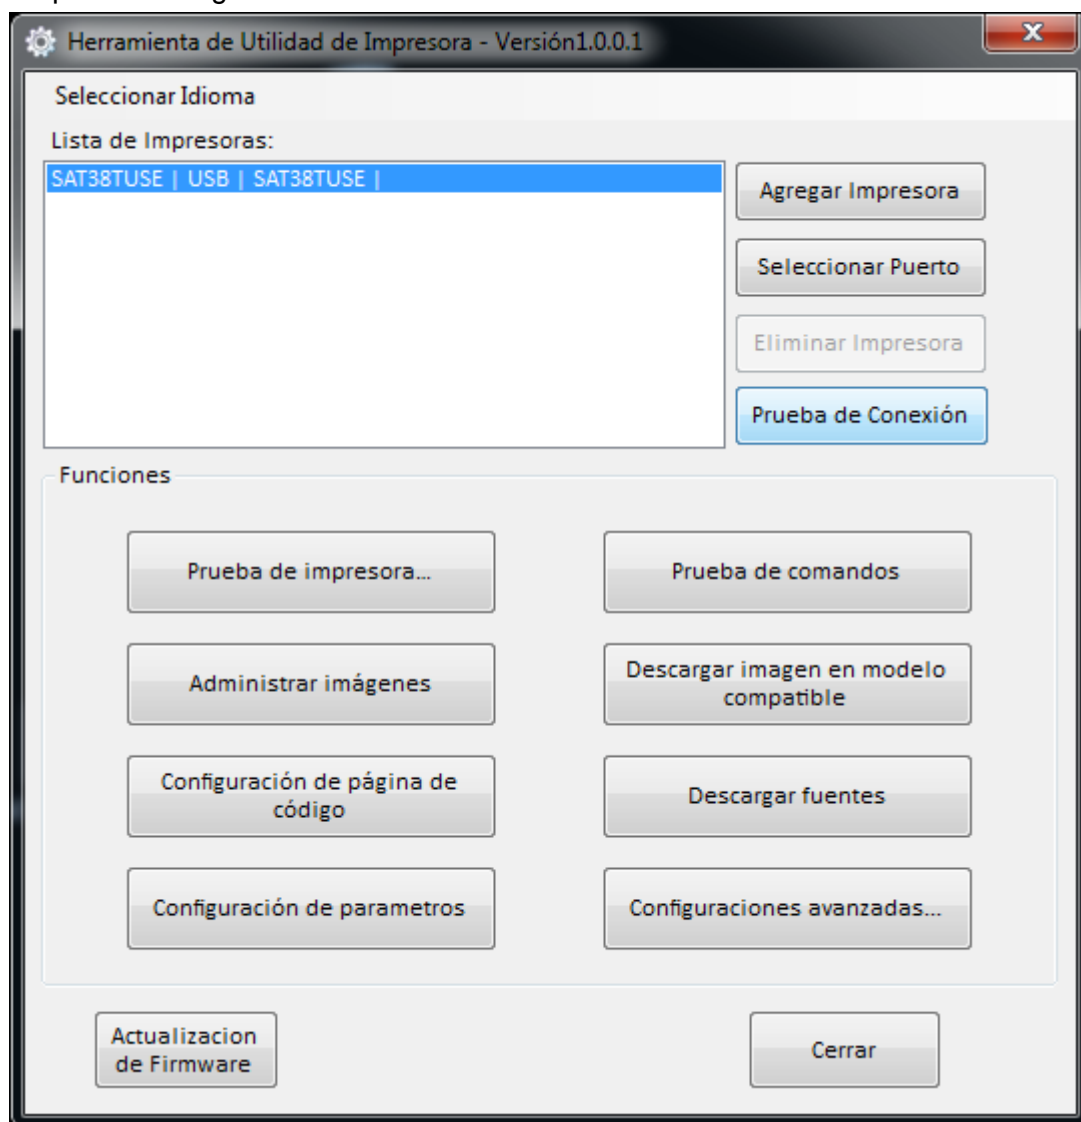 Herramienta de Utilidad de Impresora - Versión1.0.0.1
Seleccionar Idioma
Lista de Impresoras:
SAT38TUSE | USB | SAT38TUSE |
Agregar Impresora
Seleccionar Puerto
Eliminar Impresora
Prueba de Conexión
Funciones
Prueba de impresora...
Prueba de comandos
Administrar imágenes
Descargar imagen en modelo
compatible
Configuración de página de
código
Descargar fuentes
Configuración de parametros
Configuraciones avanzadas...
Actualizacion
de Firmware
Cerrar